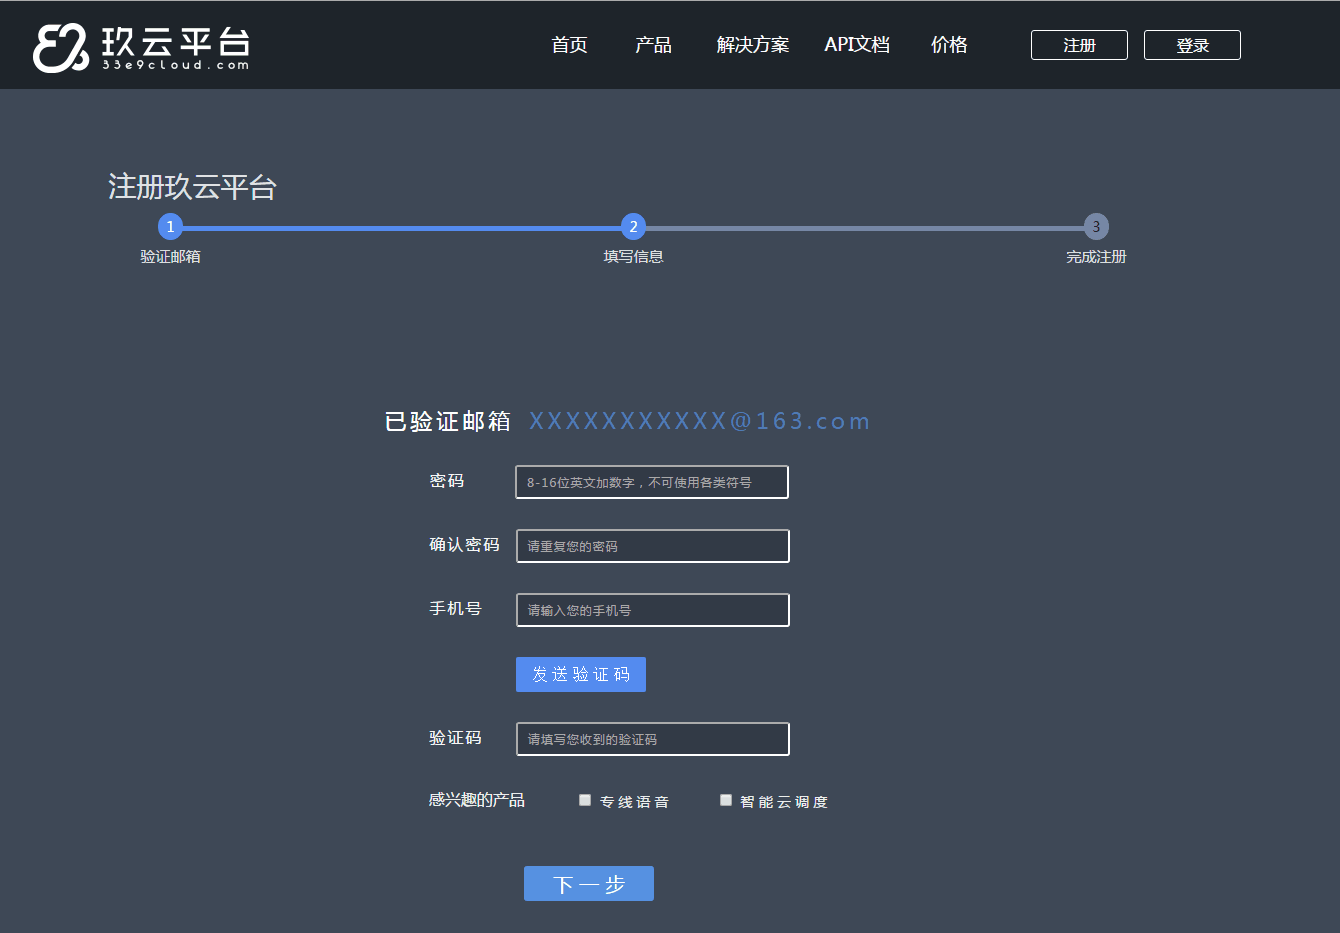 玖云平台
33e9cloud.com
首页 产品 解决方案 API文档 价格 注册 登录
注册玖云平台
1 2 3
验证邮箱 填写信息 完成注册
已验证邮箱 XXXXXXXXXXX@163.com
密码 8-16位英文加数字，不可使用各类符号
确认密码 请重复您的密码
手机号 请输入您的手机号
发送验证码
验证码 请填写您收到的验证码
感兴趣的产品 专线语音 智能云调度
下一步